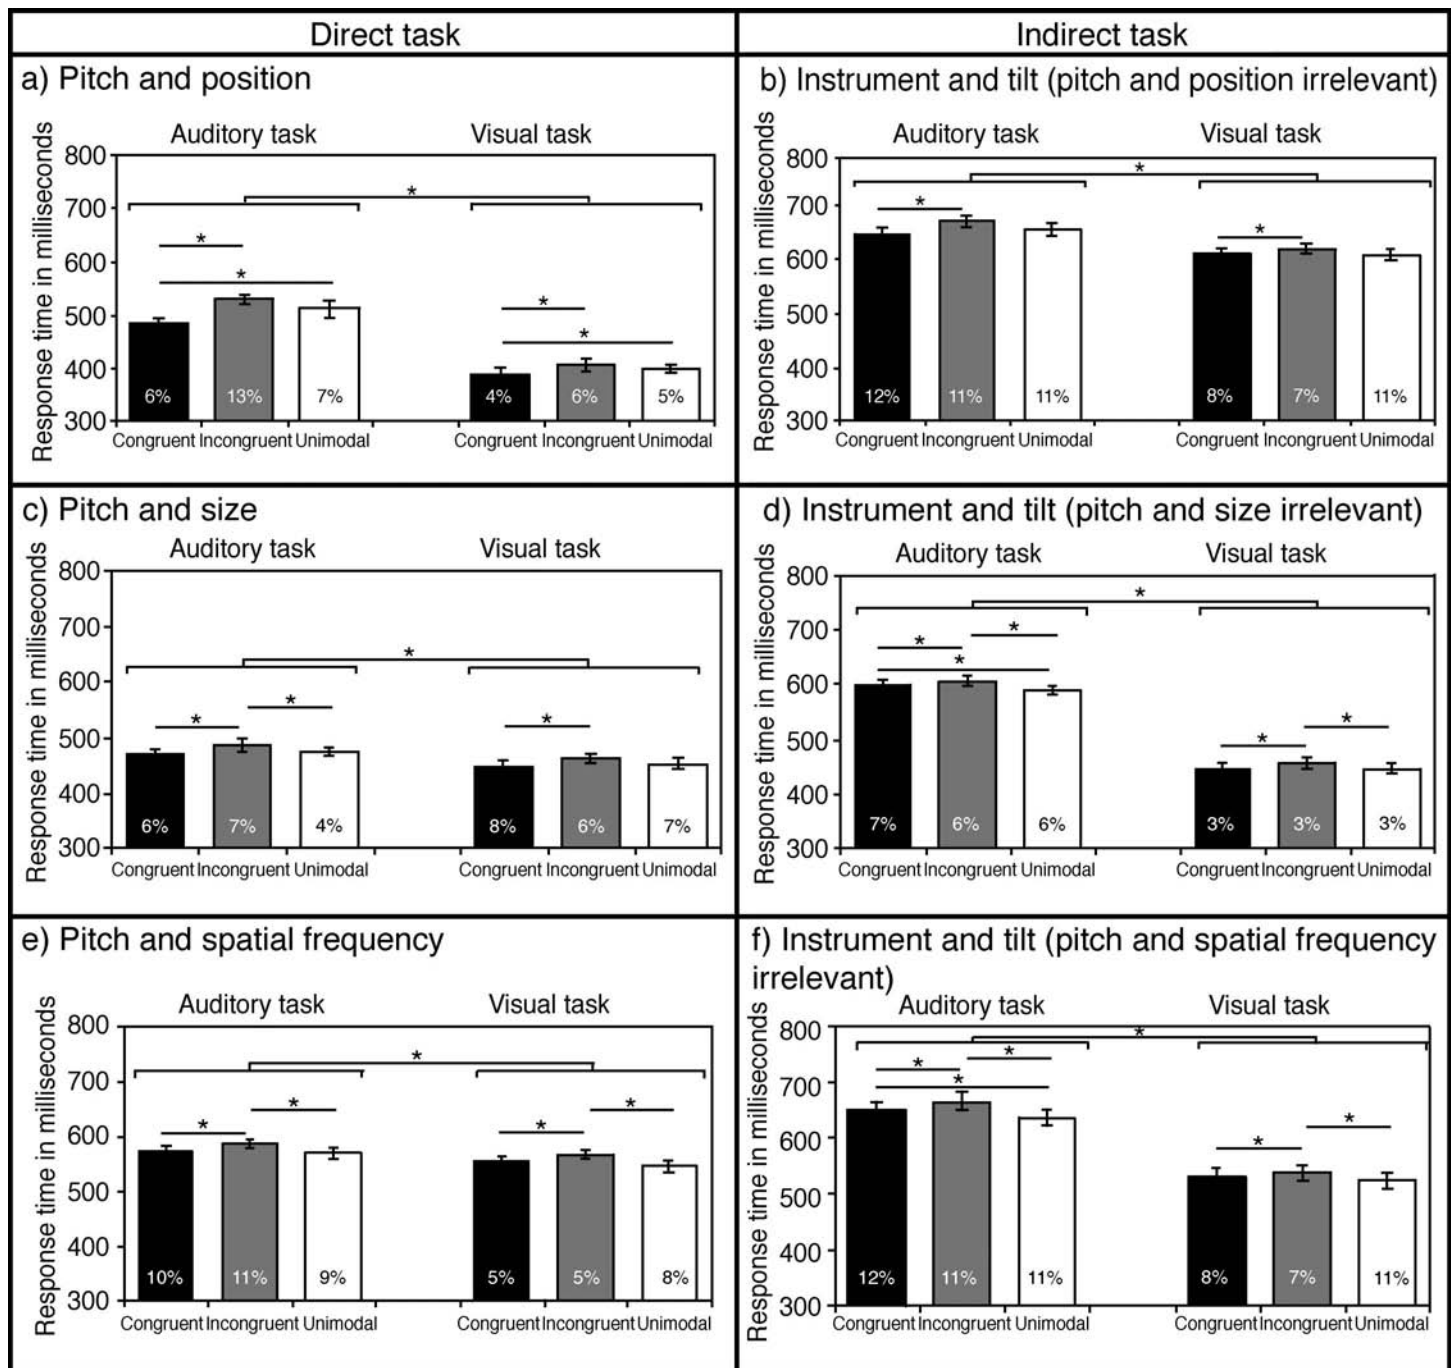 Direct task
Indirect task
a) Pitch and position
Auditory task
Visual task
Response time in milliseconds
800
700
600
500
400
300
*
*
*
*
*
6%
13%
7%
4%
6%
5%
Congruent Incongruent Unimodal
Congruent Incongruent Unimodal
b) Instrument and tilt (pitch and position irrelevant)
Auditory task
Visual task
Response time in milliseconds
800
700
600
500
400
300
*
*
*
12%
11%
11%
8%
7%
11%
Congruent Incongruent Unimodal
Congruent Incongruent Unimodal
c) Pitch and size
Auditory task
Visual task
Response time in milliseconds
800
700
600
500
400
300
*
*
*
*
6%
7%
4%
8%
6%
7%
Congruent Incongruent Unimodal
Congruent Incongruent Unimodal
d) Instrument and tilt (pitch and size irrelevant)
Auditory task
Visual task
Response time in milliseconds
800
700
600
500
400
300
*
*
*
*
*
*
7%
6%
6%
3%
3%
3%
Congruent Incongruent Unimodal
Congruent Incongruent Unimodal
e) Pitch and spatial frequency
Auditory task
Visual task
Response time in milliseconds
800
700
600
500
400
300
*
*
*
*
*
10%
11%
9%
5%
5%
8%
Congruent Incongruent Unimodal
Congruent Incongruent Unimodal
f) Instrument and tilt (pitch and spatial frequency
irrelevant)
Auditory task
Visual task
Response time in milliseconds
800
700
600
500
400
300
*
*
*
*
*
*
12%
11%
11%
8%
7%
11%
Congruent Incongruent Unimodal
Congruent Incongruent Unimodal